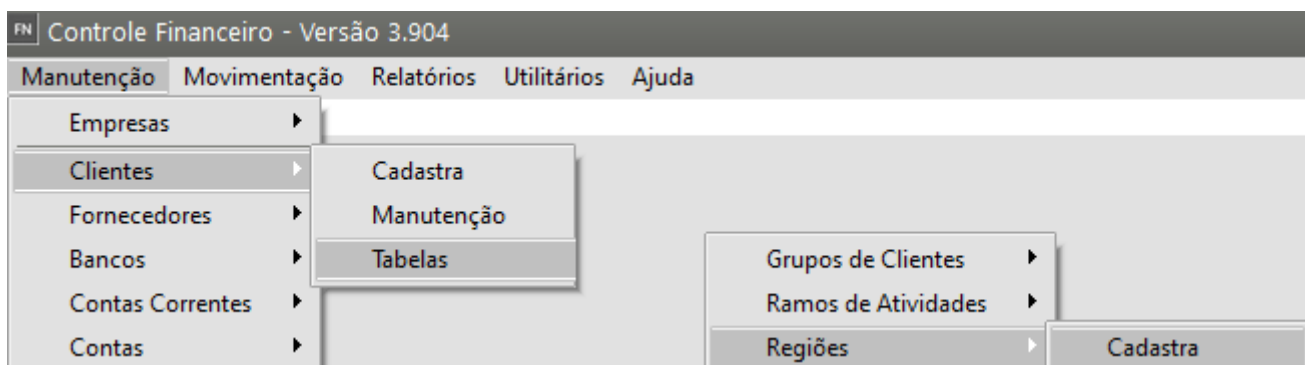 FN Controle Financeiro - Versão 3.904
Manutenção Movimentação Relatórios Utilitários Ajuda
Empresas
Clientes Cadastra
Fornecedores Manutenção
Bancos Tabelas Grupos de Clientes
Contas Correntes Ramos de Atividades
Contas Regiões Cadastra